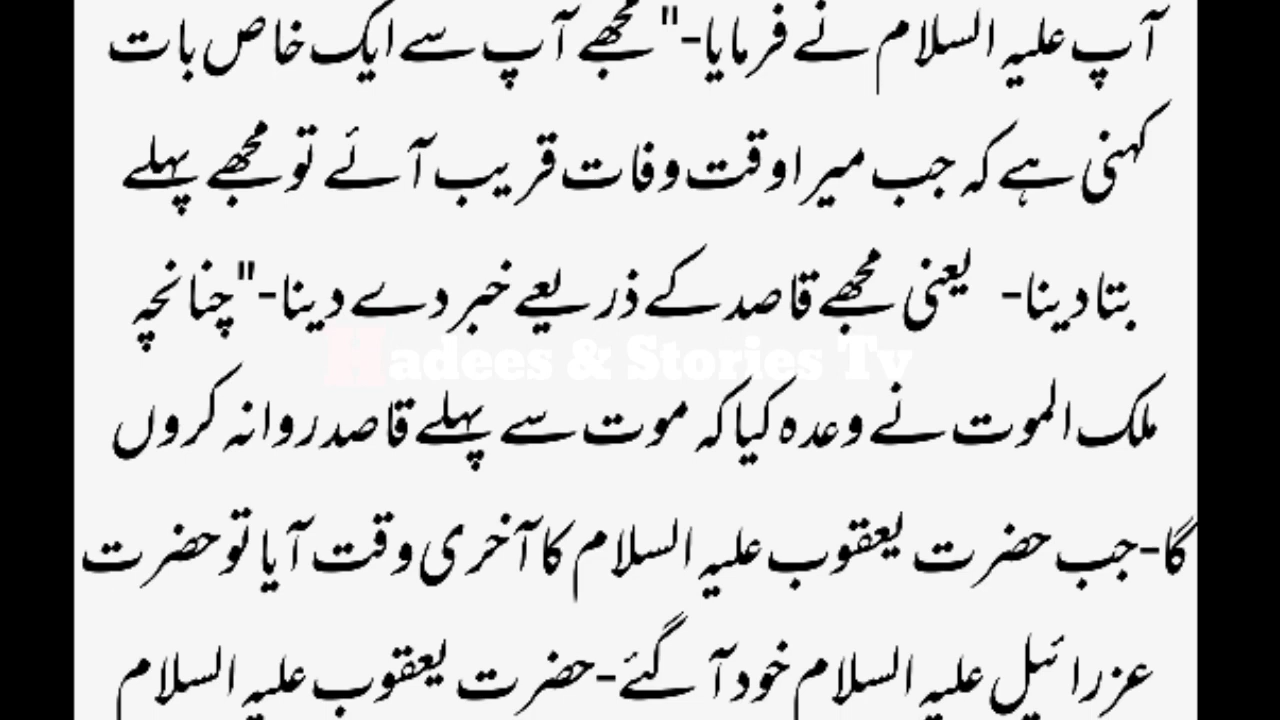 آپ علیہ السلام نے فرمایا-"مجھے آپ سے ایک خاص بات
کہنی ہے کہ جب میرا وقت وفات قریب آئے تو مجھے پہلے
بتا دینا- یعنی مجھے قاصد کے ذریعے خبر دے دینا-"چنانچہ
Hadees & Stories Tv
ملک الموت نے وعدہ کیا کہ موت سے پہلے قاصد روانہ کروں
گا-جب حضرت یعقوب علیہ السلام کا آخری وقت آیا تو حضرت
عزرائیل علیہ السلام خود آ گئے-حضرت یعقوب علیہ السلام